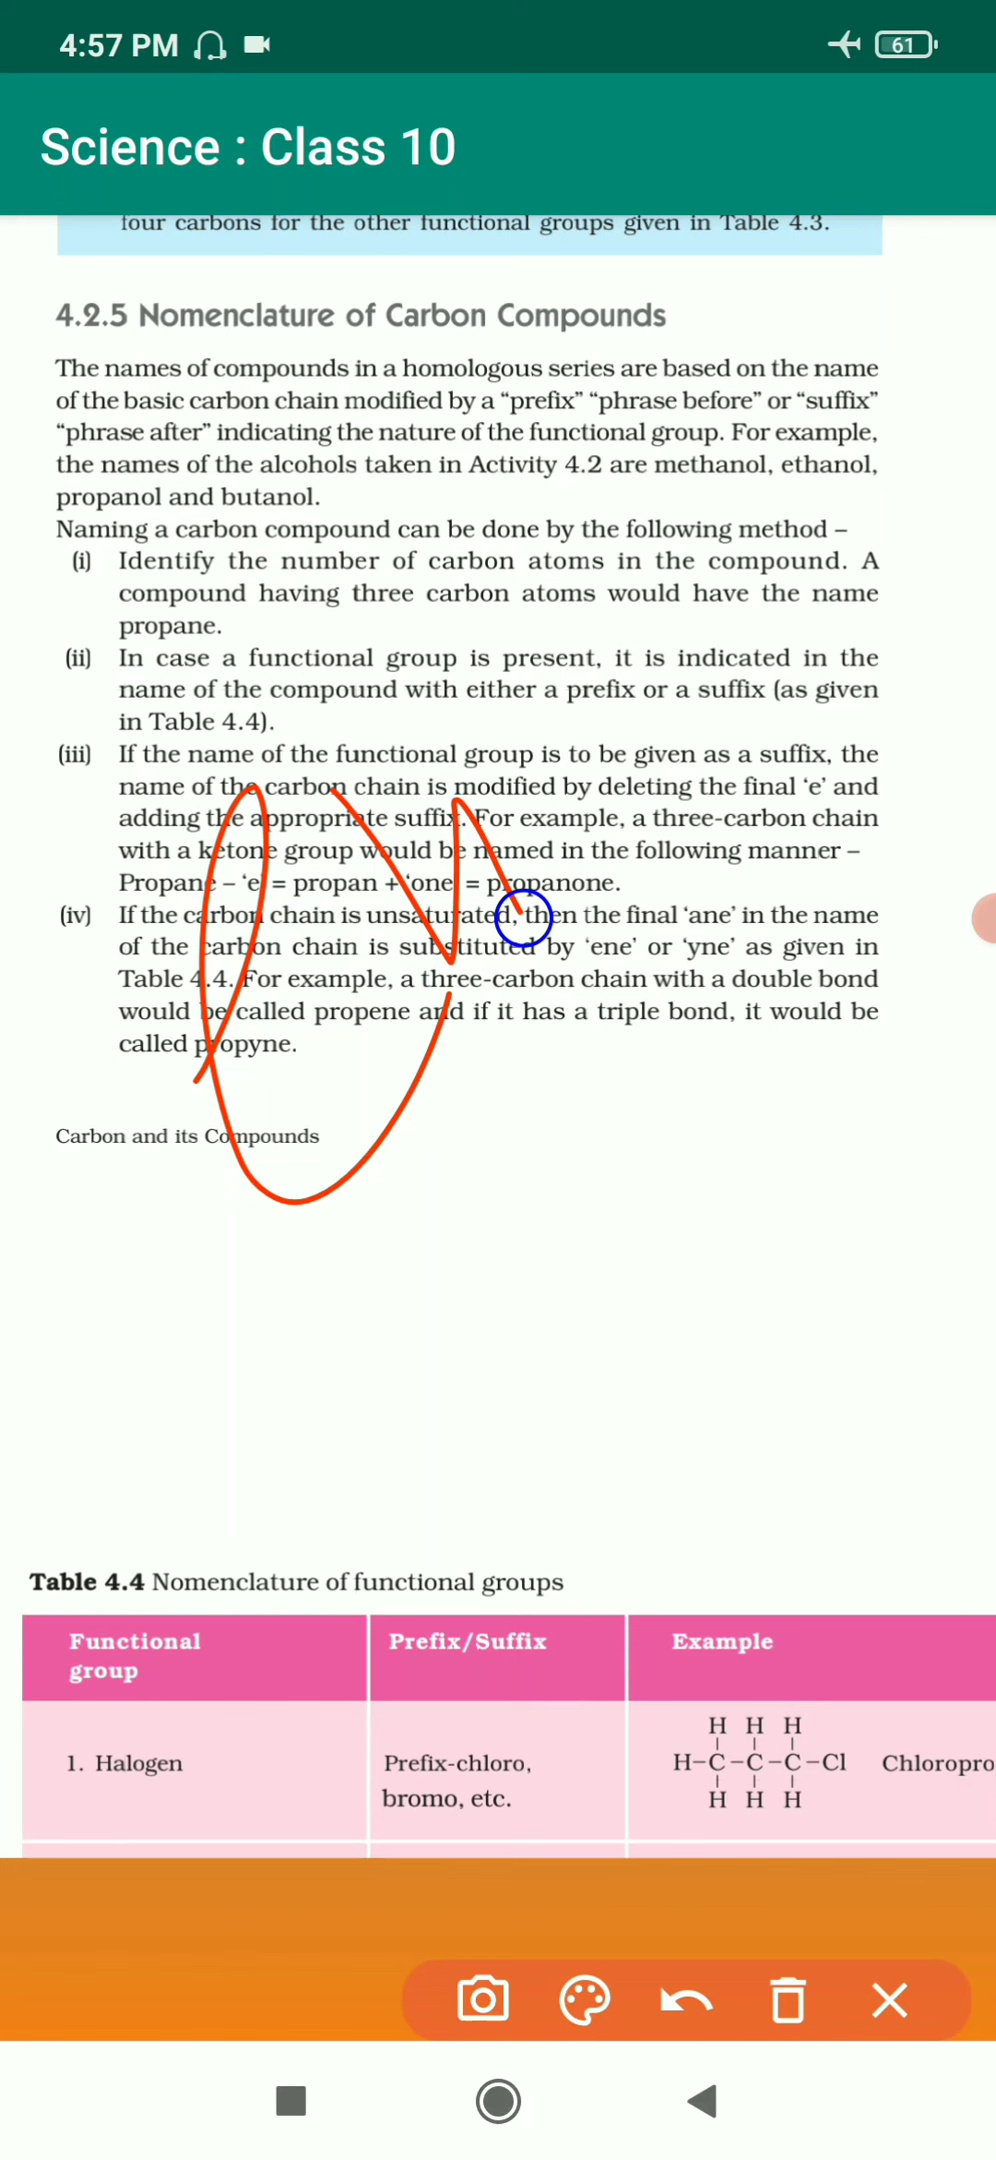 4:57 PM
61
Science : Class 10
four carbons for the other functional groups given in Table 4.3.
4.2.5 Nomenclature of Carbon Compounds
The names of compounds in a homologous series are based on the name
of the basic carbon chain modified by a “prefix” “phrase before” or “suffix”
“phrase after” indicating the nature of the functional group. For example,
the names of the alcohols taken in Activity 4.2 are methanol, ethanol,
propanol and butanol.
Naming a carbon compound can be done by the following method –
(i) Identify the number of carbon atoms in the compound. A
compound having three carbon atoms would have the name
propane.
(ii) In case a functional group is present, it is indicated in the
name of the compound with either a prefix or a suffix (as given
in Table 4.4).
(iii) If the name of the functional group is to be given as a suffix, the
name of the carbon chain is modified by deleting the final ‘e’ and
adding the appropriate suffix. For example, a three-carbon chain
with a ketone group would be named in the following manner –
Propane – ‘e’ = propan + ‘one’ = propanone.
(iv) If the carbon chain is unsaturated, then the final ‘ane’ in the name
of the carbon chain is substituted by ‘ene’ or ‘yne’ as given in
Table 4.4. For example, a three-carbon chain with a double bond
would be called propene and if it has a triple bond, it would be
called propyne.
Carbon and its Compounds
Table 4.4 Nomenclature of functional groups
Functional Prefix/Suffix Example
group
H H H
1. Halogen Prefix-chloro, H-C-C-C-Cl Chloropro
bromo, etc. H H H